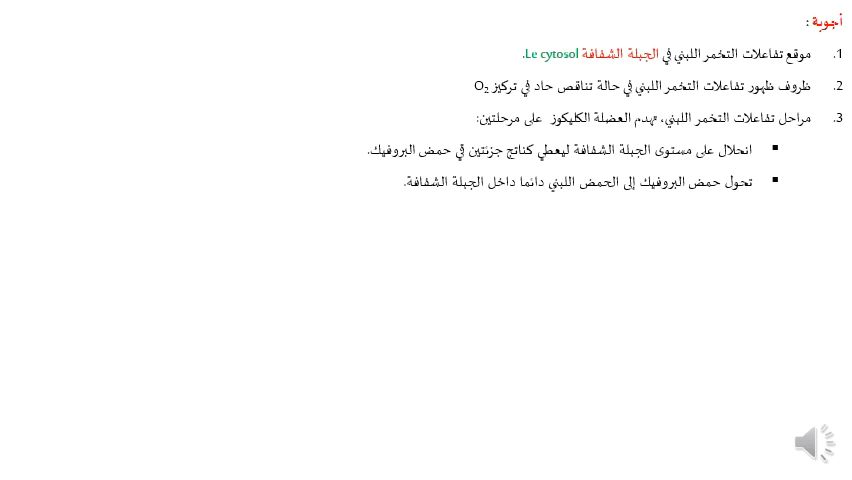 أجوبة :
1. موقع تفاعلات التخمر اللبني في الجبلة الشفافة Le cytosol.
2. ظروف ظهور تفاعلات التخمر اللبني في حالة تناقص حاد في تركيز O₂
3. مراحل تفاعلات التخمر اللبني، تهدم العضلة الكليكوز على مرحلتين:
▪ انحلال على مستوى الجبلة الشفافة ليعطي كناتج جزئتين في حمض البروفيك.
▪ تحول حمض البروفيك إلى الحمض اللبني دائما داخل الجبلة الشفافة.